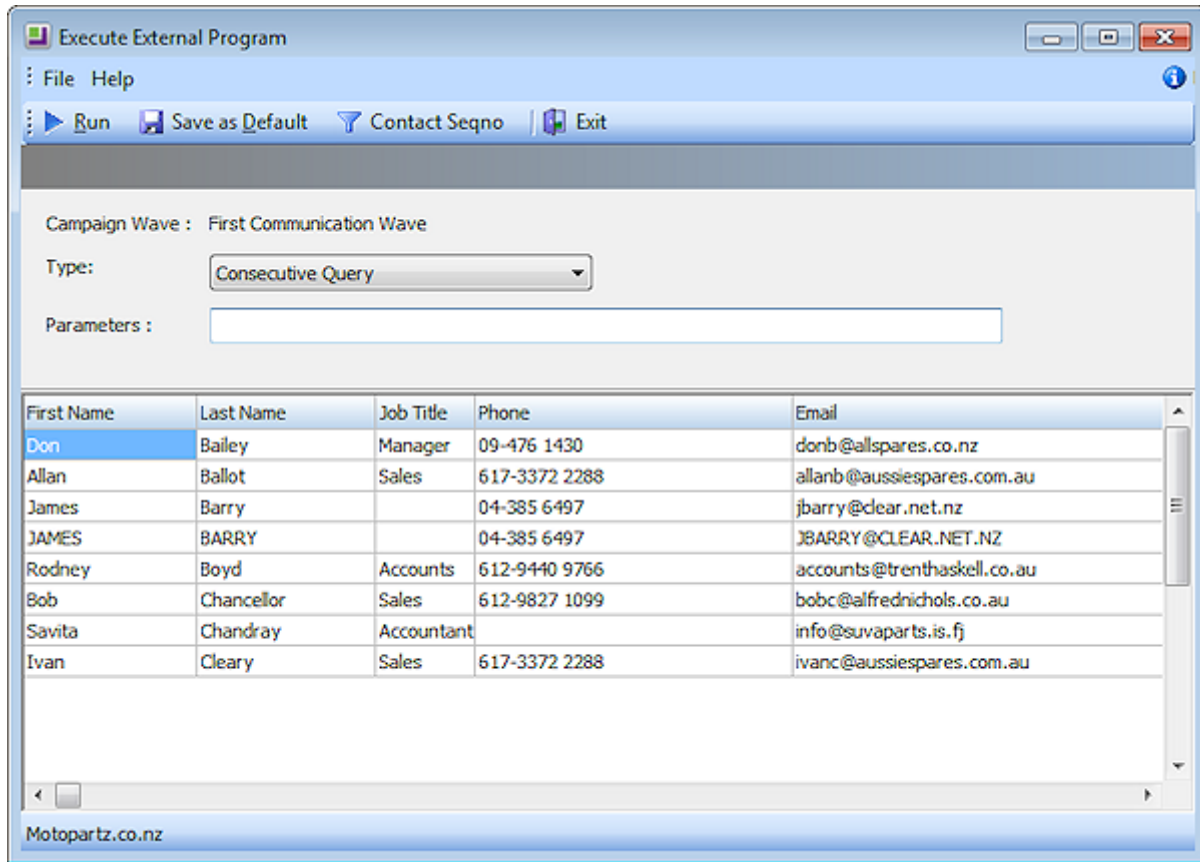 Execute External Program
File Help
Run Save as Default Contact Seqno Exit
Campaign Wave : First Communication Wave
Type: Consecutive Query
Parameters :
First Name Last Name Job Title Phone Email
Don Bailey Manager 09-476 1430 donb@allspares.co.nz
Allan Ballot Sales 617-3372 2288 allanb@aussiespares.com.au
James Barry 04-385 6497 jbarry@clear.net.nz
JAMES BARRY 04-385 6497 JBARRY@CLEAR.NET.NZ
Rodney Boyd Accounts 612-9440 9766 accounts@trenthaskell.co.au
Bob Chancellor Sales 612-9827 1099 bobc@alfrednichols.co.au
Savita Chandray Accountant info@suvaparts.is.fj
Ivan Cleary Sales 617-3372 2288 ivanc@aussiespares.com.au
Motopartz.co.nz